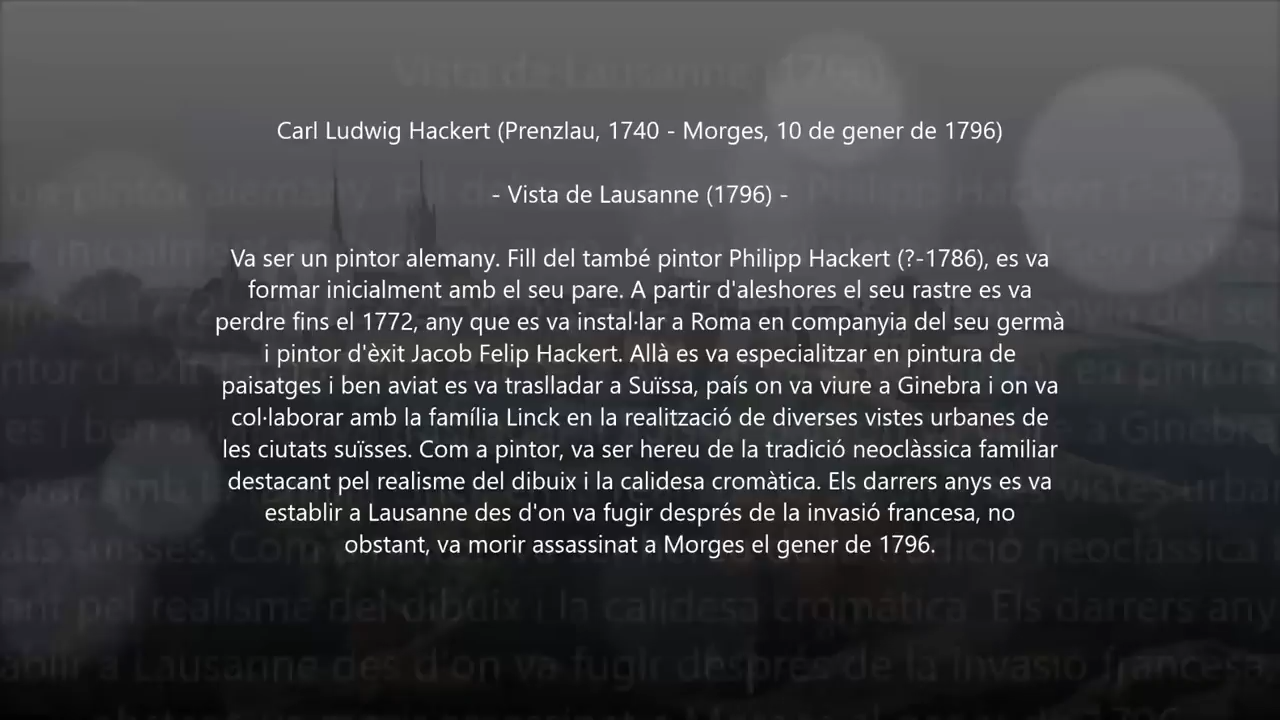 Carl Ludwig Hackert (Prenzlau, 1740 - Morges, 10 de gener de 1796)
- Vista de Lausanne (1796) -
Va ser un pintor alemany. Fill del també pintor Philipp Hackert (?-1786), es va
formar inicialment amb el seu pare. A partir d'aleshores el seu rastre es va
perdre fins el 1772, any que es va instal·lar a Roma en companyia del seu germà
i pintor d'èxit Jacob Felip Hackert. Allà es va especialitzar en pintura de
paisatges i ben aviat es va traslladar a Suïssa, país on va viure a Ginebra i on va
col·laborar amb la família Linck en la realització de diverses vistes urbanes de
les ciutats suïsses. Com a pintor, va ser hereu de la tradició neoclàssica familiar
destacant pel realisme del dibuix i la calidesa cromàtica. Els darrers anys es va
establir a Lausanne des d'on va fugir després de la invasió francesa, no
obstant, va morir assassinat a Morges el gener de 1796.